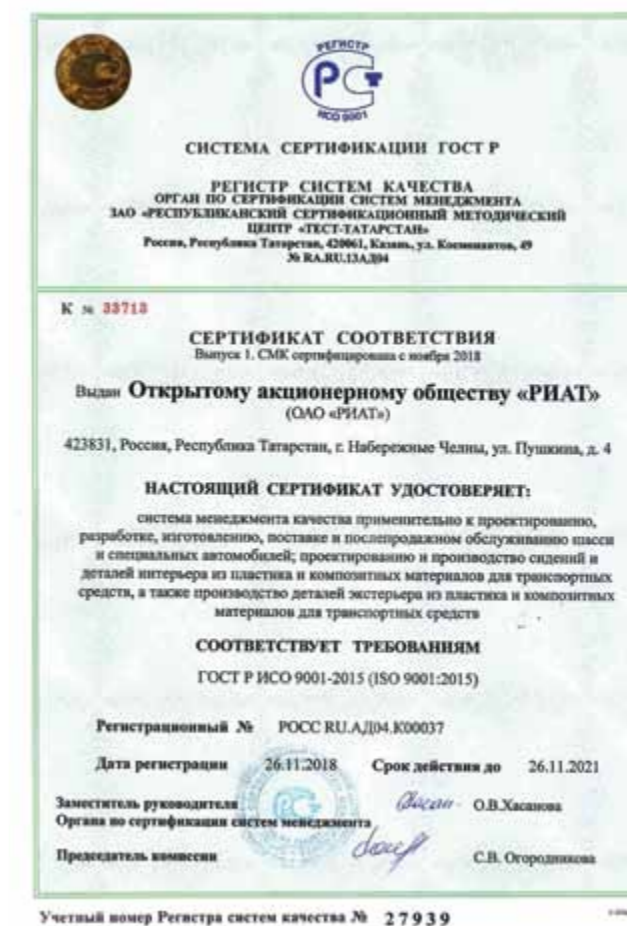 РЕГИСТР
РС
ИСО 9001
СИСТЕМА СЕРТИФИКАЦИИ ГОСТ Р
РЕГИСТР СИСТЕМ КАЧЕСТВА
ОРГАН ПО СЕРТИФИКАЦИИ СИСТЕМ МЕНЕДЖМЕНТА
ЗАО «РЕСПУБЛИКАНСКИЙ СЕРТИФИКАЦИОННЫЙ МЕТОДИЧЕСКИЙ
ЦЕНТР «ТЕСТ-ТАТАРСТАН»
Россия, Республика Татарстан, 420061, Казань, ул. Космонавтов, 49
№ RA.RU.13АД04
К № 33713
СЕРТИФИКАТ СООТВЕТСТВИЯ
Выпуск 1. СМК сертифицирована с ноября 2018
Выдан Открытому акционерному обществу «РИАТ»
(ОАО «РИАТ»)
423831, Россия, Республика Татарстан, г. Набережные Челны, ул. Пушкина, д. 4
НАСТОЯЩИЙ СЕРТИФИКАТ УДОСТОВЕРЯЕТ:
система менеджмента качества применительно к проектированию,
разработке, изготовлению, поставке и послепродажном обслуживанию шасси
и специальных автомобилей; проектированию и производство сидений и
деталей интерьера из пластика и композитных материалов для транспортных
средств, а также производство деталей экстерьера из пластика и композитных
материалов для транспортных средств
СООТВЕТСТВУЕТ ТРЕБОВАНИЯМ
ГОСТ Р ИСО 9001-2015 (ISO 9001:2015)
Регистрационный № РОСС RU.АД04.К00037
Дата регистрации 26.11.2018 Срок действия до 26.11.2021
Заместитель руководителя О.В.Хасанова
Органа по сертификации систем менеджмента
Председатель комиссии С.В. Огородникова
Учетный номер Регистра систем качества № 27939